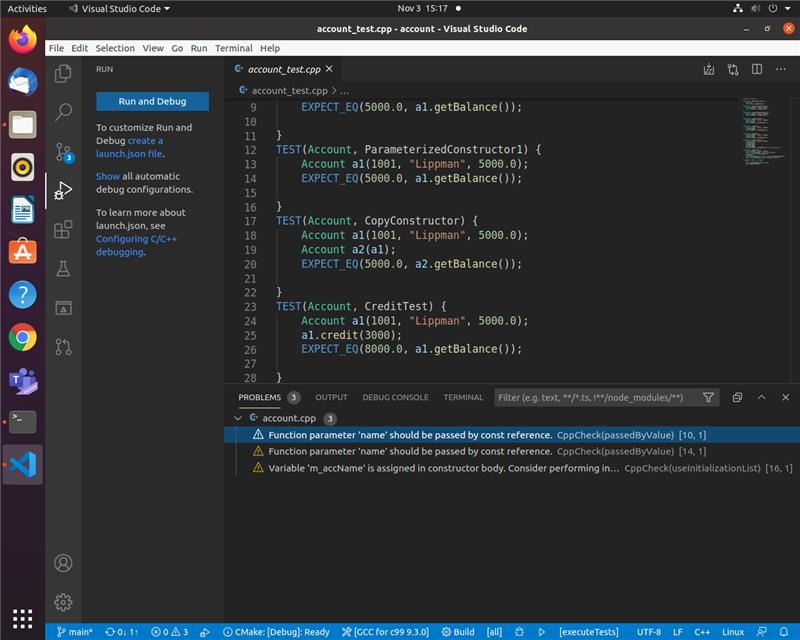 Activities
Visual Studio Code
Nov 3 15:17
account_test.cpp - account - Visual Studio Code
File Edit Selection View Go Run Terminal Help
RUN
Run and Debug
To customize Run and
Debug create a
launch.json file.
Show all automatic
debug configurations.
To learn more about
launch.json, see
Configuring C/C++
debugging.
3
account_test.cpp
account_test.cpp > ...
9 EXPECT_EQ(5000.0, a1.getBalance());
10
11 }
12 TEST(Account, ParameterizedConstructor1) {
13 Account a1(1001, "Lippman", 5000.0);
14 EXPECT_EQ(5000.0, a1.getBalance());
15
16 }
17 TEST(Account, CopyConstructor) {
18 Account a1(1001, "Lippman", 5000.0);
19 Account a2(a1);
20 EXPECT_EQ(5000.0, a2.getBalance());
21
22 }
23 TEST(Account, CreditTest) {
24 Account a1(1001, "Lippman", 5000.0);
25 a1.credit(3000);
26 EXPECT_EQ(8000.0, a1.getBalance());
27
28 }
PROBLEMS 3 OUTPUT DEBUG CONSOLE TERMINAL Filter (e.g. text, **/*.ts, !**/node_modules/**)
account.cpp 3
Function parameter 'name' should be passed by const reference. CppCheck(passedByValue) [10, 1]
Function parameter 'name' should be passed by const reference. CppCheck(passedByValue) [14, 1]
Variable 'm_accName' is assigned in constructor body. Consider performing in... CppCheck(useInitializationList) [16, 1]
main* 0↓ 1↑ 0 3 CMake: [Debug]: Ready [GCC for c99 9.3.0] Build [all] [executeTests] UTF-8 LF C++ Linux